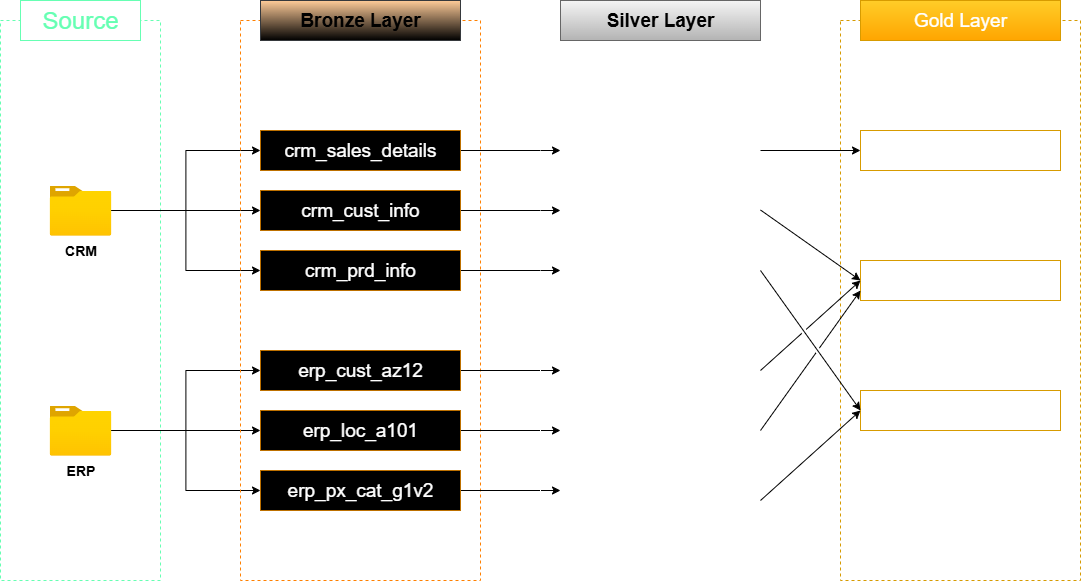 Source
Bronze Layer
Silver Layer
Gold Layer
crm_sales_details
crm_cust_info
crm_prd_info
CRM
erp_cust_az12
erp_loc_a101
erp_px_cat_g1v2
ERP